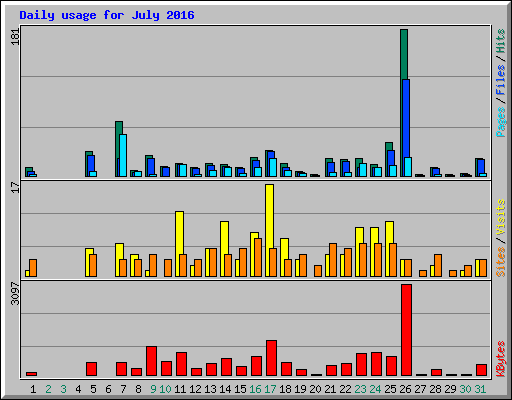 Daily usage for July 2016
181
Pages / Files / Hits
17
Sites / Visits
3097
KBytes
1 2 3 4 5 6 7 8 9 10 11 12 13 14 15 16 17 18 19 20 21 22 23 24 25 26 27 28 29 30 31